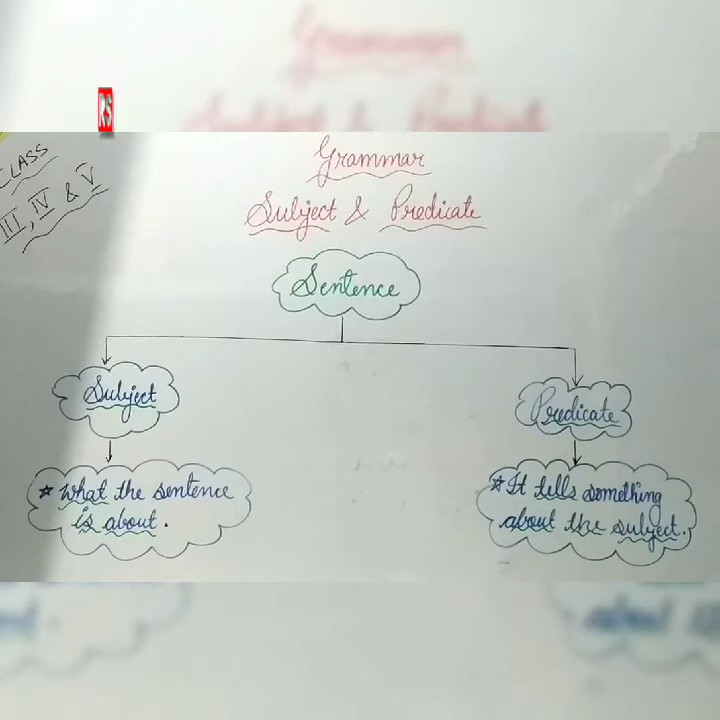 RS
CLASS
III, IV & V
Grammar
Subject & Predicate
Sentence
Subject
Predicate
* What the sentence
is about.
* It tells something
about the subject.